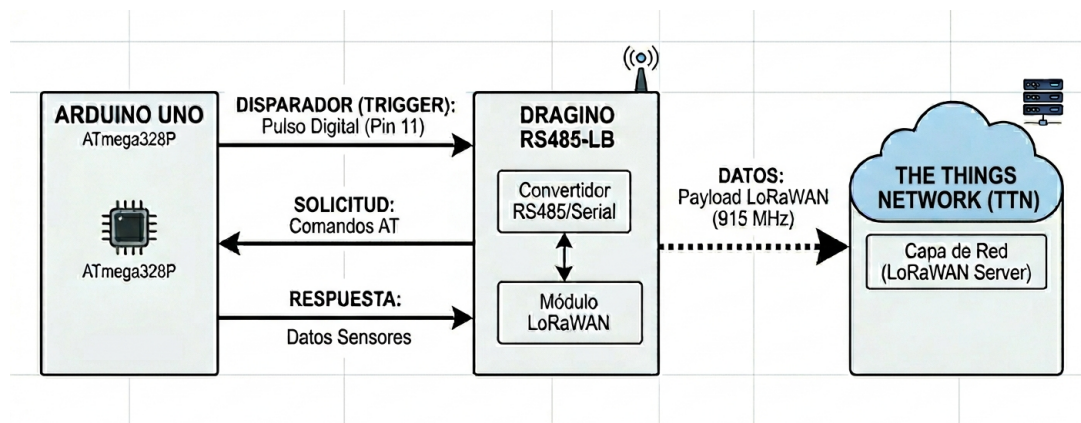 ARDUINO UNO
ATmega328P
ATmega328P
DISPARADOR (TRIGGER):
Pulso Digital (Pin 11)
SOLICITUD:
Comandos AT
RESPUESTA:
Datos Sensores
DRAGINO
RS485-LB
Convertidor
RS485/Serial
Módulo
LoRaWAN
DATOS:
Payload LoRaWAN
(915 MHz)
THE THINGS
NETWORK (TTN)
Capa de Red
(LoRaWAN Server)